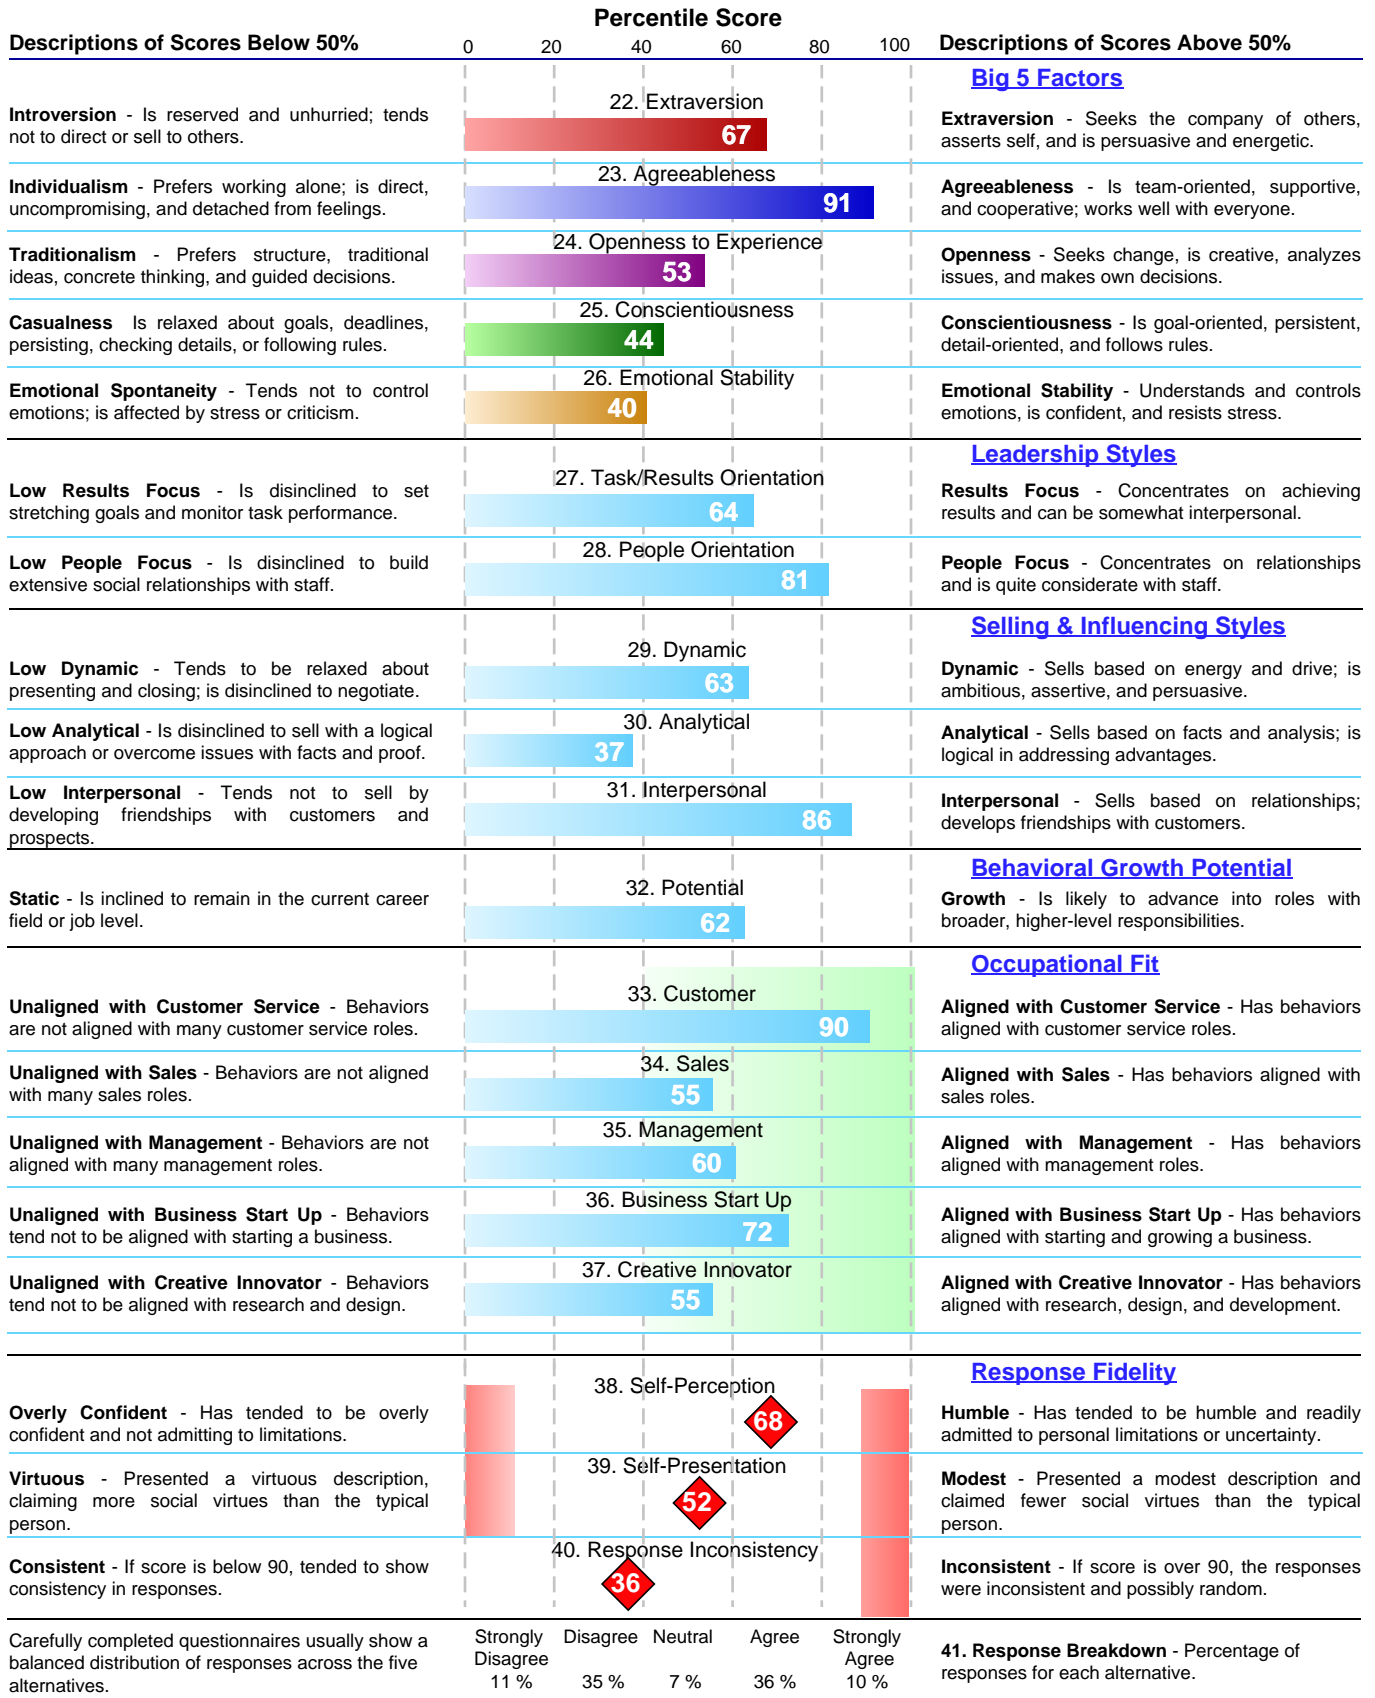 Percentile Score
Descriptions of Scores Below 50%
0 20 40 60 80 100
Descriptions of Scores Above 50%
Big 5 Factors
Introversion - Is reserved and unhurried; tends
not to direct or sell to others.
22. Extraversion
67
Extraversion - Seeks the company of others,
asserts self, and is persuasive and energetic.
Individualism - Prefers working alone; is direct,
uncompromising, and detached from feelings.
23. Agreeableness
91
Agreeableness - Is team-oriented, supportive,
and cooperative; works well with everyone.
Traditionalism - Prefers structure, traditional
ideas, concrete thinking, and guided decisions.
24. Openness to Experience
53
Openness - Seeks change, is creative, analyzes
issues, and makes own decisions.
Casualness Is relaxed about goals, deadlines,
persisting, checking details, or following rules.
25. Conscientiousness
44
Conscientiousness - Is goal-oriented, persistent,
detail-oriented, and follows rules.
Emotional Spontaneity - Tends not to control
emotions; is affected by stress or criticism.
26. Emotional Stability
40
Emotional Stability - Understands and controls
emotions, is confident, and resists stress.
Leadership Styles
Low Results Focus - Is disinclined to set
stretching goals and monitor task performance.
27. Task/Results Orientation
64
Results Focus - Concentrates on achieving
results and can be somewhat interpersonal.
Low People Focus - Is disinclined to build
extensive social relationships with staff.
28. People Orientation
81
People Focus - Concentrates on relationships
and is quite considerate with staff.
Selling & Influencing Styles
Low Dynamic - Tends to be relaxed about
presenting and closing; is disinclined to negotiate.
29. Dynamic
63
Dynamic - Sells based on energy and drive; is
ambitious, assertive, and persuasive.
Low Analytical - Is disinclined to sell with a logical
approach or overcome issues with facts and proof.
30. Analytical
37
Analytical - Sells based on facts and analysis; is
logical in addressing advantages.
Low Interpersonal - Tends not to sell by
developing friendships with customers and
prospects.
31. Interpersonal
86
Interpersonal - Sells based on relationships;
develops friendships with customers.
Behavioral Growth Potential
Static - Is inclined to remain in the current career
field or job level.
32. Potential
62
Growth - Is likely to advance into roles with
broader, higher-level responsibilities.
Occupational Fit
Unaligned with Customer Service - Behaviors
are not aligned with many customer service roles.
33. Customer
90
Aligned with Customer Service - Has behaviors
aligned with customer service roles.
Unaligned with Sales - Behaviors are not aligned
with many sales roles.
34. Sales
55
Aligned with Sales - Has behaviors aligned with
sales roles.
Unaligned with Management - Behaviors are not
aligned with many management roles.
35. Management
60
Aligned with Management - Has behaviors
aligned with management roles.
Unaligned with Business Start Up - Behaviors
tend not to be aligned with starting a business.
36. Business Start Up
72
Aligned with Business Start Up - Has behaviors
aligned with starting and growing a business.
Unaligned with Creative Innovator - Behaviors
tend not to be aligned with research and design.
37. Creative Innovator
55
Aligned with Creative Innovator - Has behaviors
aligned with research, design, and development.
Response Fidelity
Overly Confident - Has tended to be overly
confident and not admitting to limitations.
38. Self-Perception
68
Humble - Has tended to be humble and readily
admitted to personal limitations or uncertainty.
Virtuous - Presented a virtuous description,
claiming more social virtues than the typical
person.
39. Self-Presentation
52
Modest - Presented a modest description and
claimed fewer social virtues than the typical
person.
Consistent - If score is below 90, tended to show
consistency in responses.
40. Response Inconsistency
36
Inconsistent - If score is over 90, the responses
were inconsistent and possibly random.
Carefully completed questionnaires usually show a
balanced distribution of responses across the five
alternatives.
Strongly Disagree Neutral Agree Strongly
Disagree Agree
11 % 35 % 7 % 36 % 10 %
41. Response Breakdown - Percentage of
responses for each alternative.